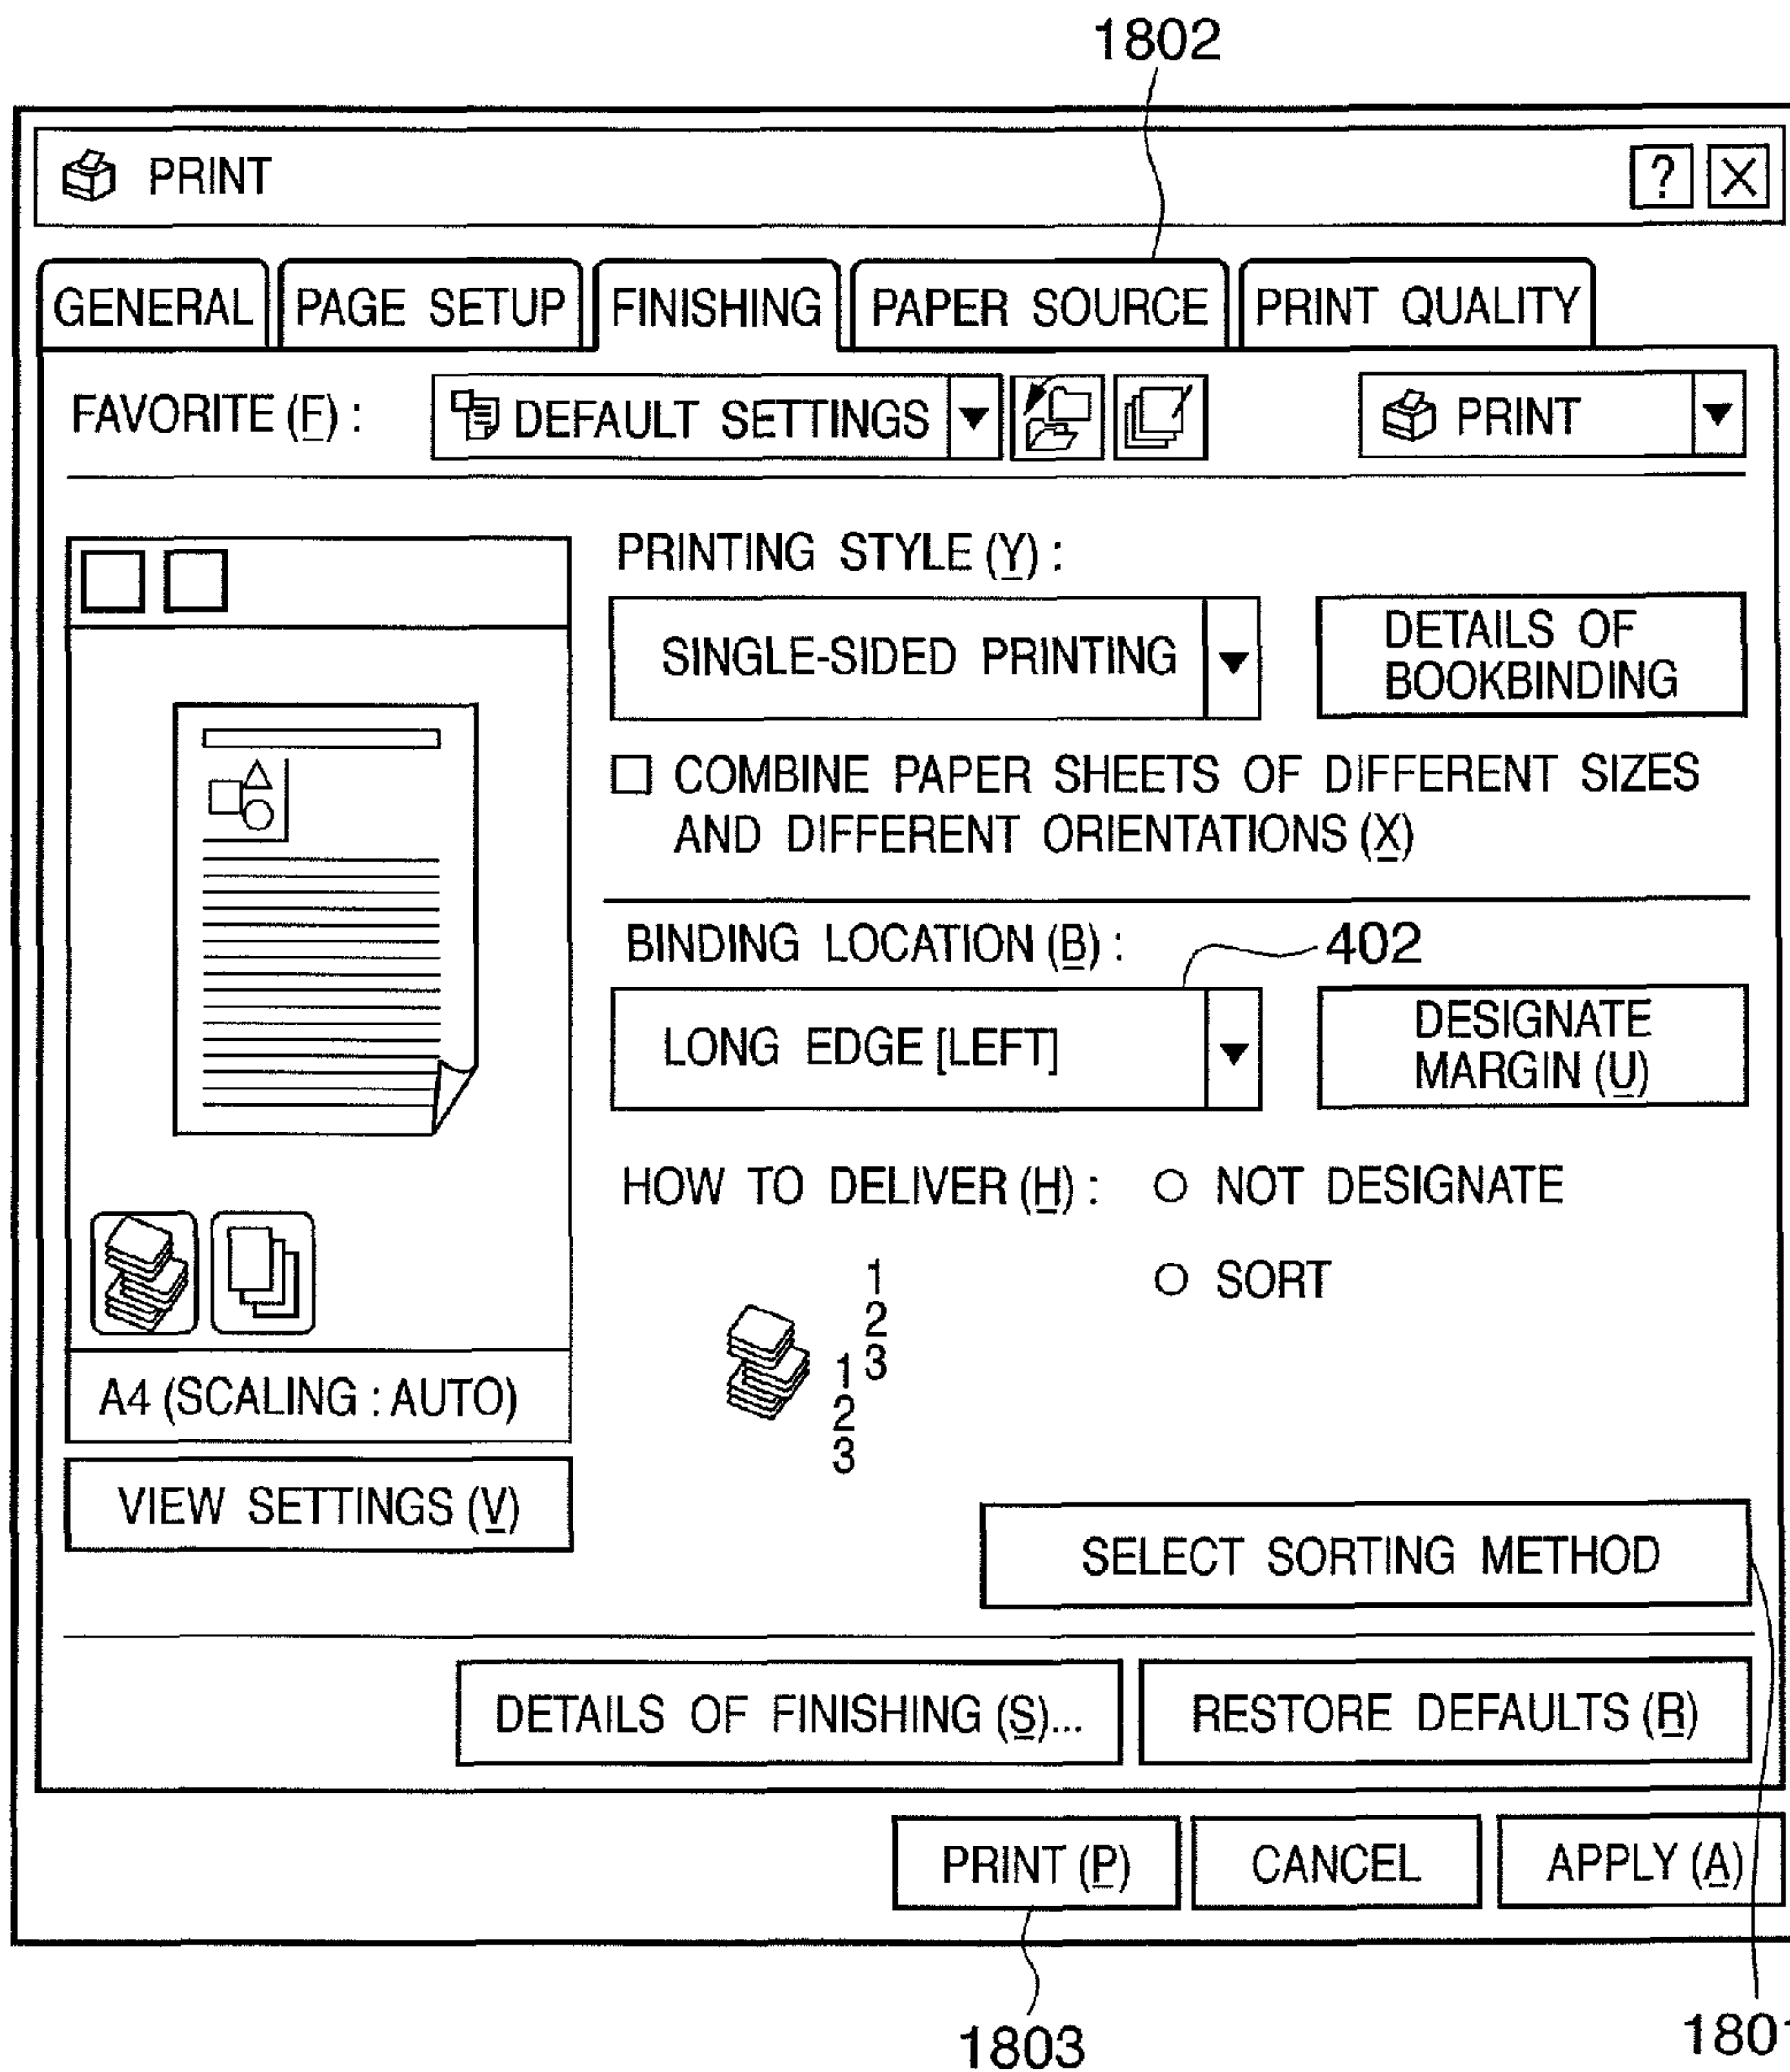 1802
PRINT ? X
GENERAL PAGE SETUP FINISHING PAPER SOURCE PRINT QUALITY
FAVORITE (F) : DEFAULT SETTINGS PRINT
PRINTING STYLE (Y) :
SINGLE-SIDED PRINTING
DETAILS OF
BOOKBINDING
COMBINE PAPER SHEETS OF DIFFERENT SIZES
AND DIFFERENT ORIENTATIONS (X)
BINDING LOCATION (B) : 402
LONG EDGE [LEFT]
DESIGNATE
MARGIN (U)
HOW TO DELIVER (H) : NOT DESIGNATE
SORT
1
2
3
1
2
3
A4 (SCALING : AUTO)
VIEW SETTINGS (V)
SELECT SORTING METHOD
DETAILS OF FINISHING (S)... RESTORE DEFAULTS (R)
PRINT (P) CANCEL APPLY (A)
1803 1801